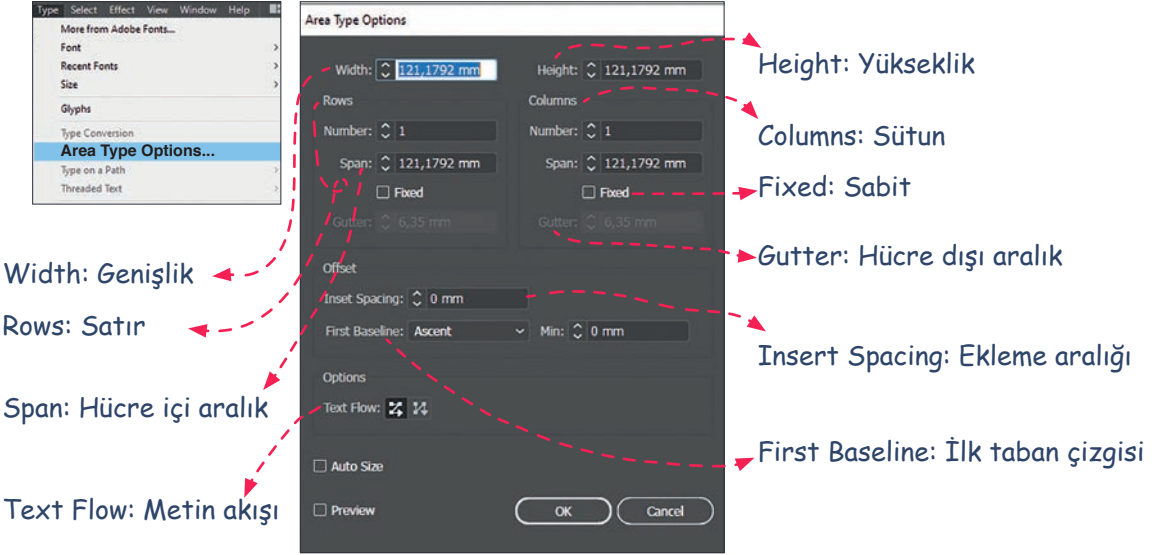 Type Select Effect View Window Help
More from Adobe Fonts...
Font
Recent Fonts
Size
Glyphs
Type Conversion
Area Type Options...
Type on a Path
Threaded Text
Width: Genişlik
Rows: Satır
Span: Hücre içi aralık
Text Flow: Metin akışı
Area Type Options
Width: 121,1792 mm Height: 121,1792 mm
Rows Columns
Number: 1 Number: 1
Span: 121,1792 mm Span: 121,1792 mm
Fixed Fixed
Gutter: 6,35 mm Gutter: 6,35 mm
Offset
Inset Spacing: 0 mm
First Baseline: Ascent Min: 0 mm
Options
Text Flow:
Auto Size
Preview OK Cancel
Height: Yükseklik
Columns: Sütun
Fixed: Sabit
Gutter: Hücre dışı aralık
Insert Spacing: Ekleme aralığı
First Baseline: İlk taban çizgisi